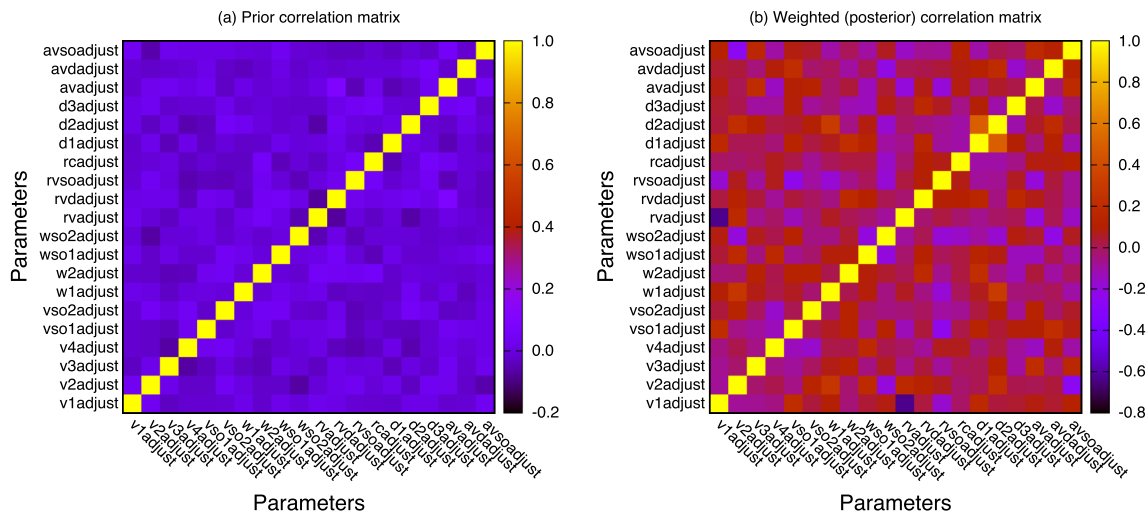 (a) Prior correlation matrix
Parameters
avsoadjust
avdadjust
avadjust
d3adjust
d2adjust
d1adjust
rcadjust
rvsoadjust
rvdadjust
rvadjust
wso2adjust
wso1adjust
w2adjust
w1adjust
vso2adjust
vso1adjust
v4adjust
v3adjust
v2adjust
v1adjust
1.0
0.8
0.6
0.4
0.2
0.0
-0.2
v1adjust
v2adjust
v3adjust
v4adjust
vso1adjust
vso2adjust
w1adjust
w2adjust
wso1adjust
wso2adjust
rvadjust
rvdadjust
rvsoadjust
rcadjust
d1adjust
d2adjust
d3adjust
avadjust
avdadjust
avsoadjust
Parameters
(b) Weighted (posterior) correlation matrix
Parameters
avsoadjust
avdadjust
avadjust
d3adjust
d2adjust
d1adjust
rcadjust
rvsoadjust
rvdadjust
rvadjust
wso2adjust
wso1adjust
w2adjust
w1adjust
vso2adjust
vso1adjust
v4adjust
v3adjust
v2adjust
v1adjust
1.0
0.8
0.6
0.4
0.2
0.0
-0.2
-0.4
-0.6
-0.8
v1adjust
v2adjust
v3adjust
v4adjust
vso1adjust
vso2adjust
w1adjust
w2adjust
wso1adjust
wso2adjust
rvadjust
rvdadjust
rvsoadjust
rcadjust
d1adjust
d2adjust
d3adjust
avadjust
avdadjust
avsoadjust
Parameters